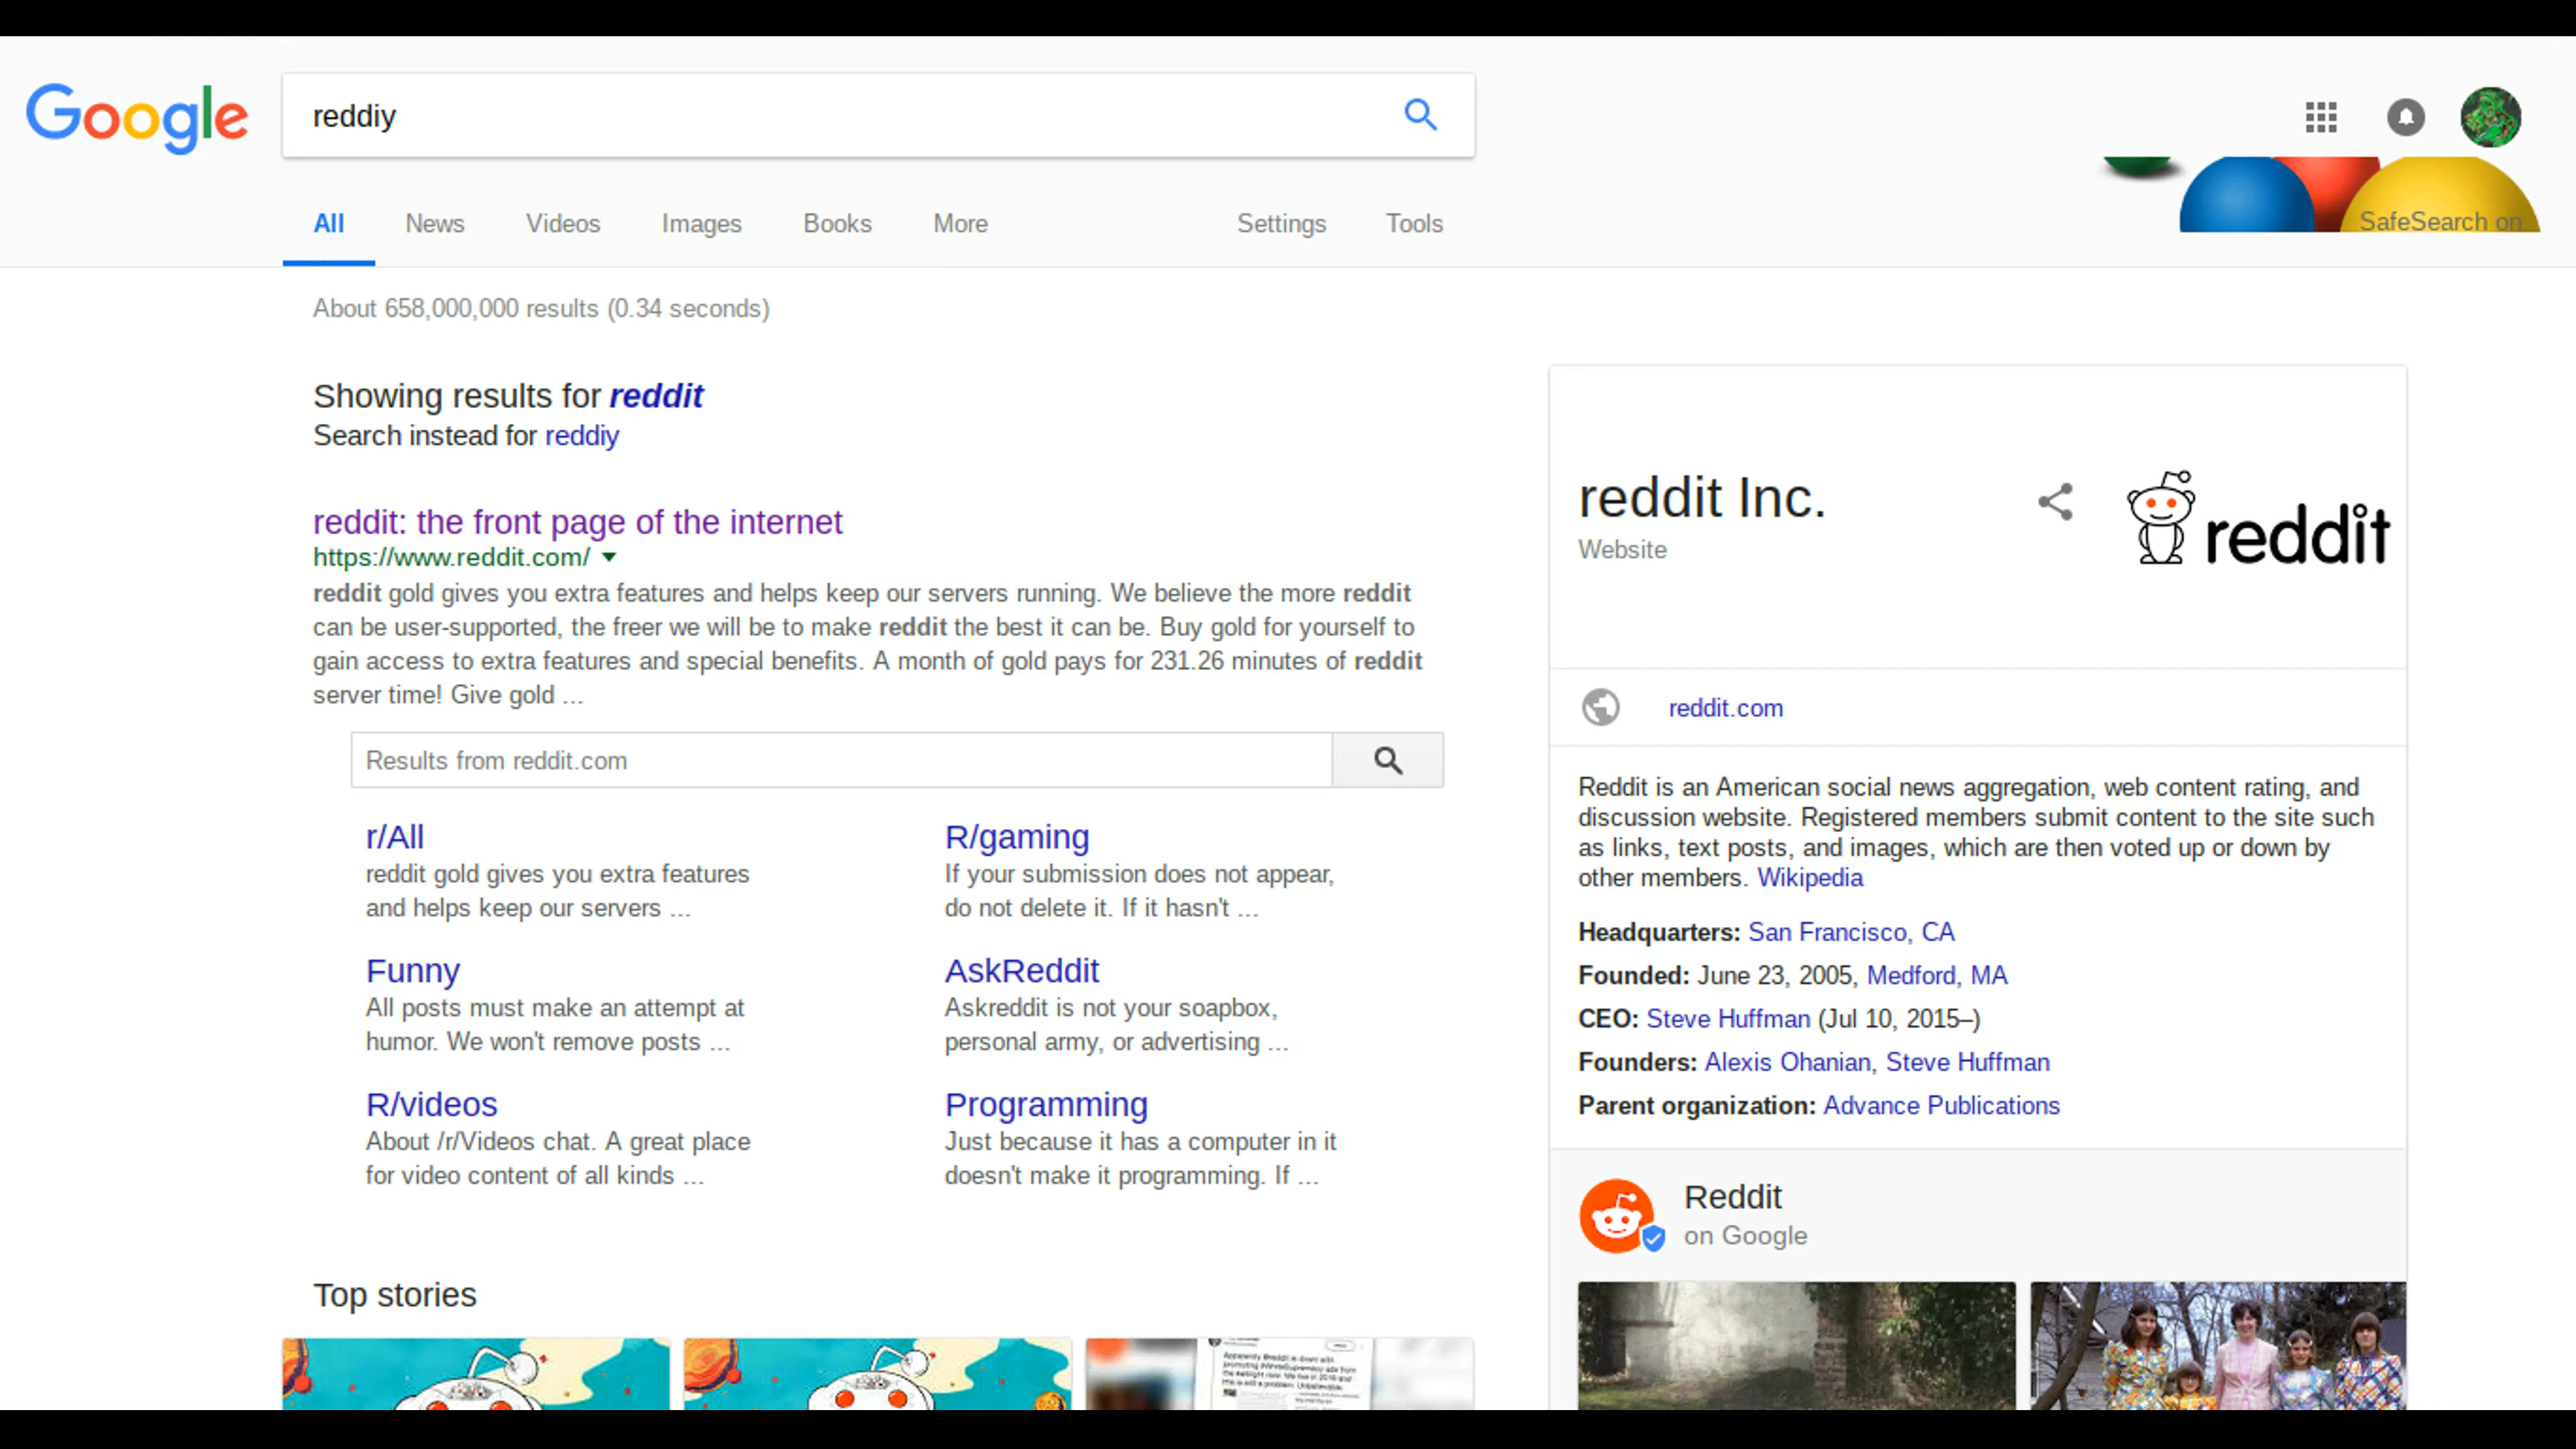 Google
reddiy
All News Videos Images Books More Settings Tools
SafeSearch on
About 658,000,000 results (0.34 seconds)
Showing results for reddit
Search instead for reddiy
reddit: the front page of the internet
https://www.reddit.com/
reddit gold gives you extra features and helps keep our servers running. We believe the more reddit
can be user-supported, the freer we will be to make reddit the best it can be. Buy gold for yourself to
gain access to extra features and special benefits. A month of gold pays for 231.26 minutes of reddit
server time! Give gold ...
Results from reddit.com
r/All
reddit gold gives you extra features
and helps keep our servers ...
R/gaming
If your submission does not appear,
do not delete it. If it hasn't ...
Funny
All posts must make an attempt at
humor. We won't remove posts ...
AskReddit
Askreddit is not your soapbox,
personal army, or advertising ...
R/videos
About /r/Videos chat. A great place
for video content of all kinds ...
Programming
Just because it has a computer in it
doesn't make it programming. If ...
Top stories
reddit Inc.
Website
reddit
reddit.com
Reddit is an American social news aggregation, web content rating, and
discussion website. Registered members submit content to the site such
as links, text posts, and images, which are then voted up or down by
other members. Wikipedia
Headquarters: San Francisco, CA
Founded: June 23, 2005, Medford, MA
CEO: Steve Huffman (Jul 10, 2015–)
Founders: Alexis Ohanian, Steve Huffman
Parent organization: Advance Publications
Reddit
on Google